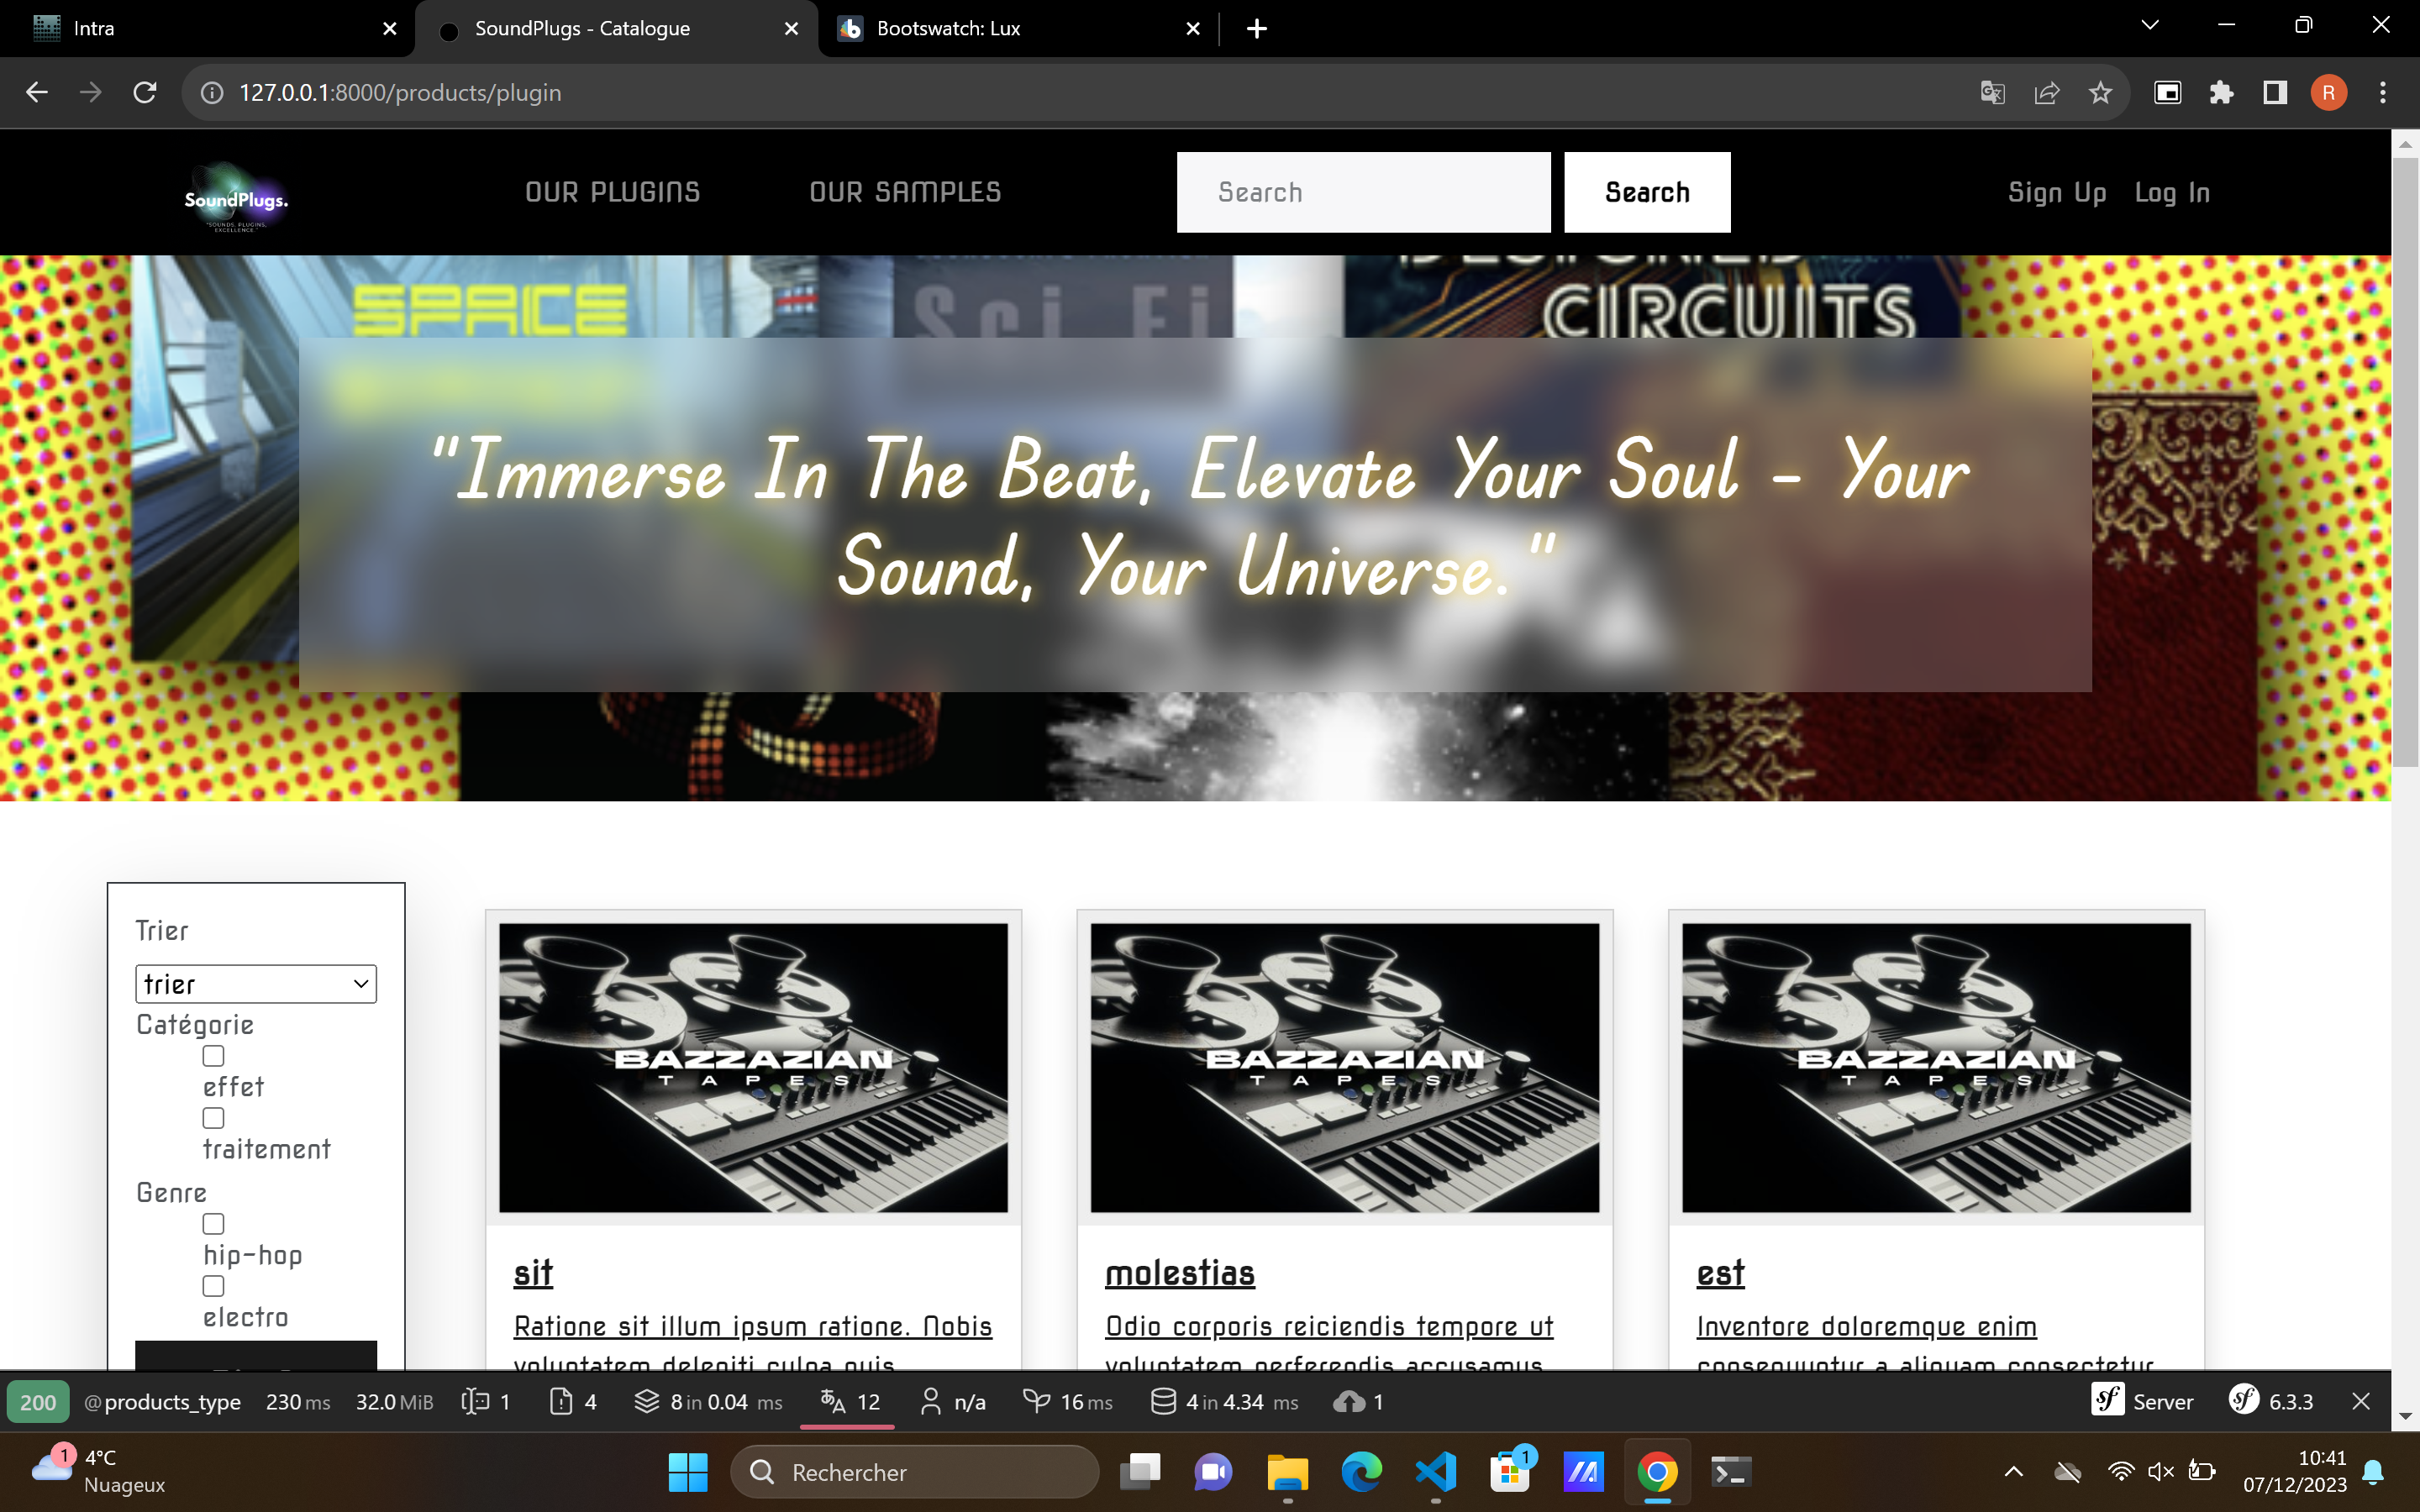 Intra
SoundPlugs - Catalogue
Bootswatch: Lux
127.0.0.1:8000/products/plugin
R
SoundPlugs.
"SOUNDS, PLUGINS,
EXCELLENCE."
OUR PLUGINS
OUR SAMPLES
Search
Search
Sign Up
Log In
SPACE
Sci Fi
CIRCUITS
"Immerse In The Beat, Elevate Your Soul - Your
Sound, Your Universe."
Trier
trier
Catégorie
effet
traitement
Genre
hip-hop
electro
BAZZAZIAN
TAPES
sit
Ratione sit illum ipsum ratione. Nobis
voluptatem deleniti culpa quis
BAZZAZIAN
TAPES
molestias
Odio corporis reiciendis tempore ut
voluptatem perferendis accusamus
BAZZAZIAN
TAPES
est
Inventore doloremque enim
consequuntur a aliquam consectetur
200 @products_type 230 ms 32.0 MiB 1 4 8 in 0.04 ms 12 n/a 16 ms 4 in 4.34 ms 1 Server 6.3.3
1
4°C
Nuageux
Rechercher
1
10:41
07/12/2023